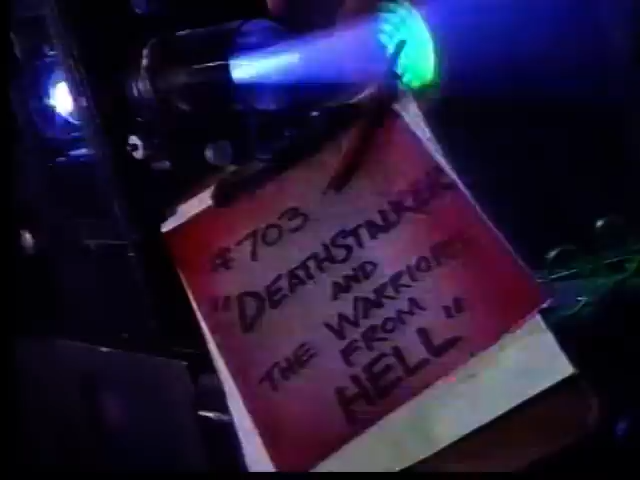 #703
"DEATHSTALKER
AND
THE WARRIORS
FROM
HELL"